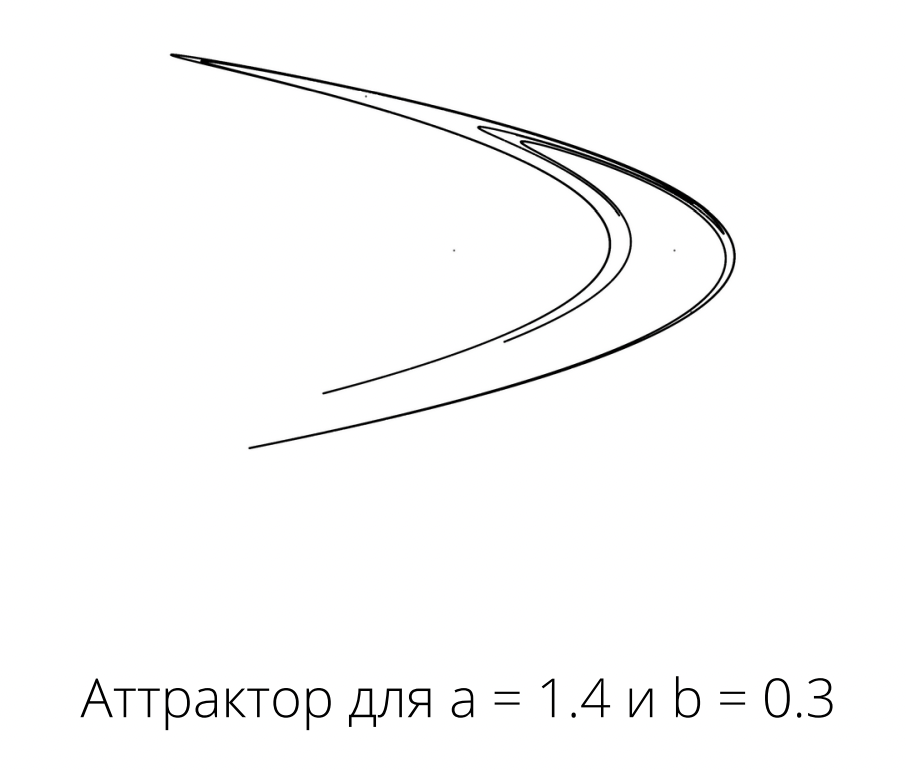 Аттрактор для a = 1.4 и b = 0.3